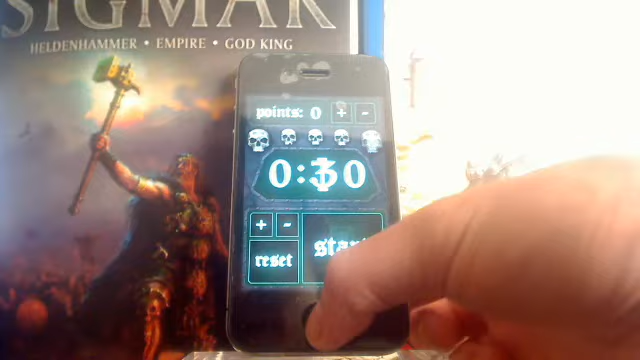 SIGMAR
HELDENHAMMER • EMPIRE • GOD KING
points: 0 + -
0:30
+ -
reset